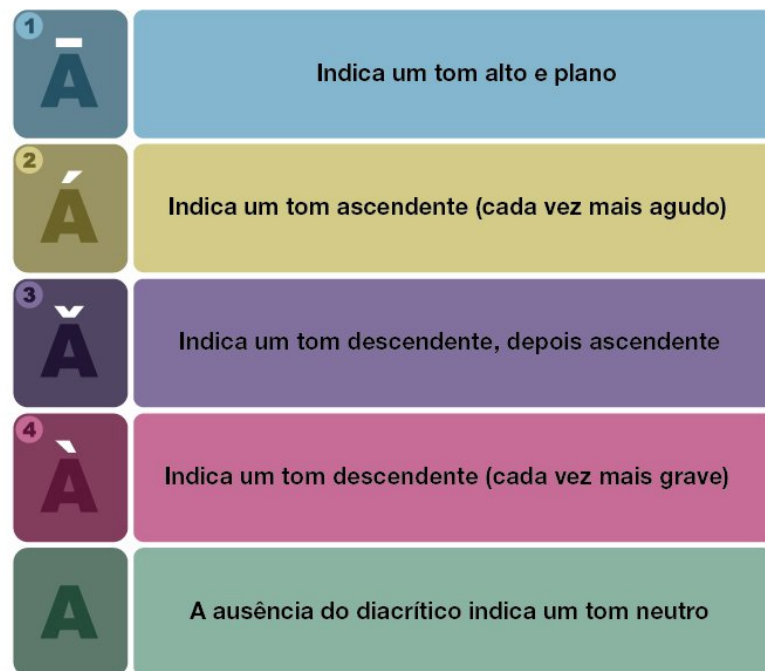 1
Ā
Indica um tom alto e plano
2
Á
Indica um tom ascendente (cada vez mais agudo)
3
Ǎ
Indica um tom descendente, depois ascendente
4
À
Indica um tom descendente (cada vez mais grave)
A
A ausência do diacrítico indica um tom neutro